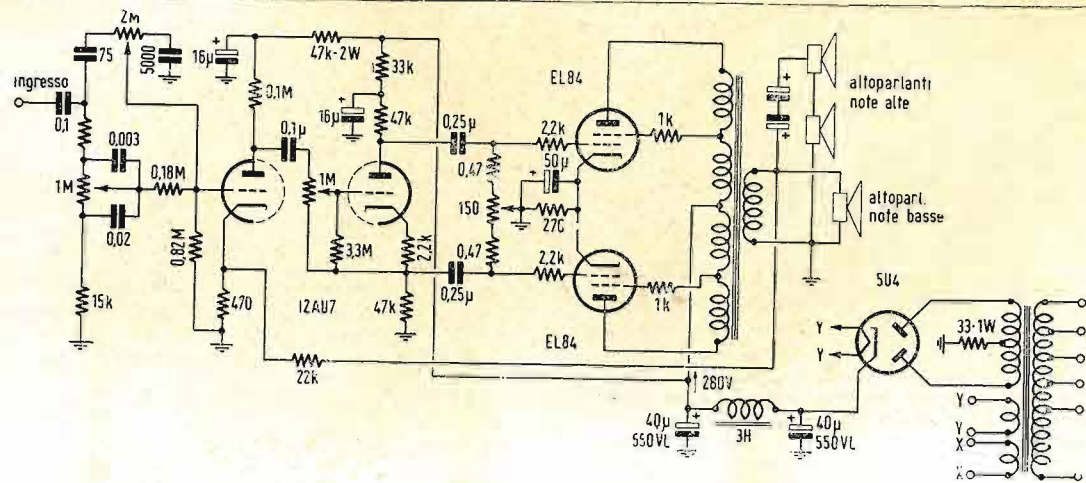 2m
75
5000
ingresso
0,1
0,003
1M
0,18M
0,02
0,82M
15k
16µ
0,1M
47k-2W
33k
16µ
47k
0,1µ
1M
3,3M
2,2k
470
12AU7
47k
22k
0,25µ
0,25µ
0,47
150
0,47
2,2k
50µ
27C
2,2k
EL84
EL84
1k
1k
altoparlanti
note alte
altoparl.
note basse
5U4
Y
Y
280V
40µ
550VL
3H
40µ
550VL
33-1W
Y
Y
X
X